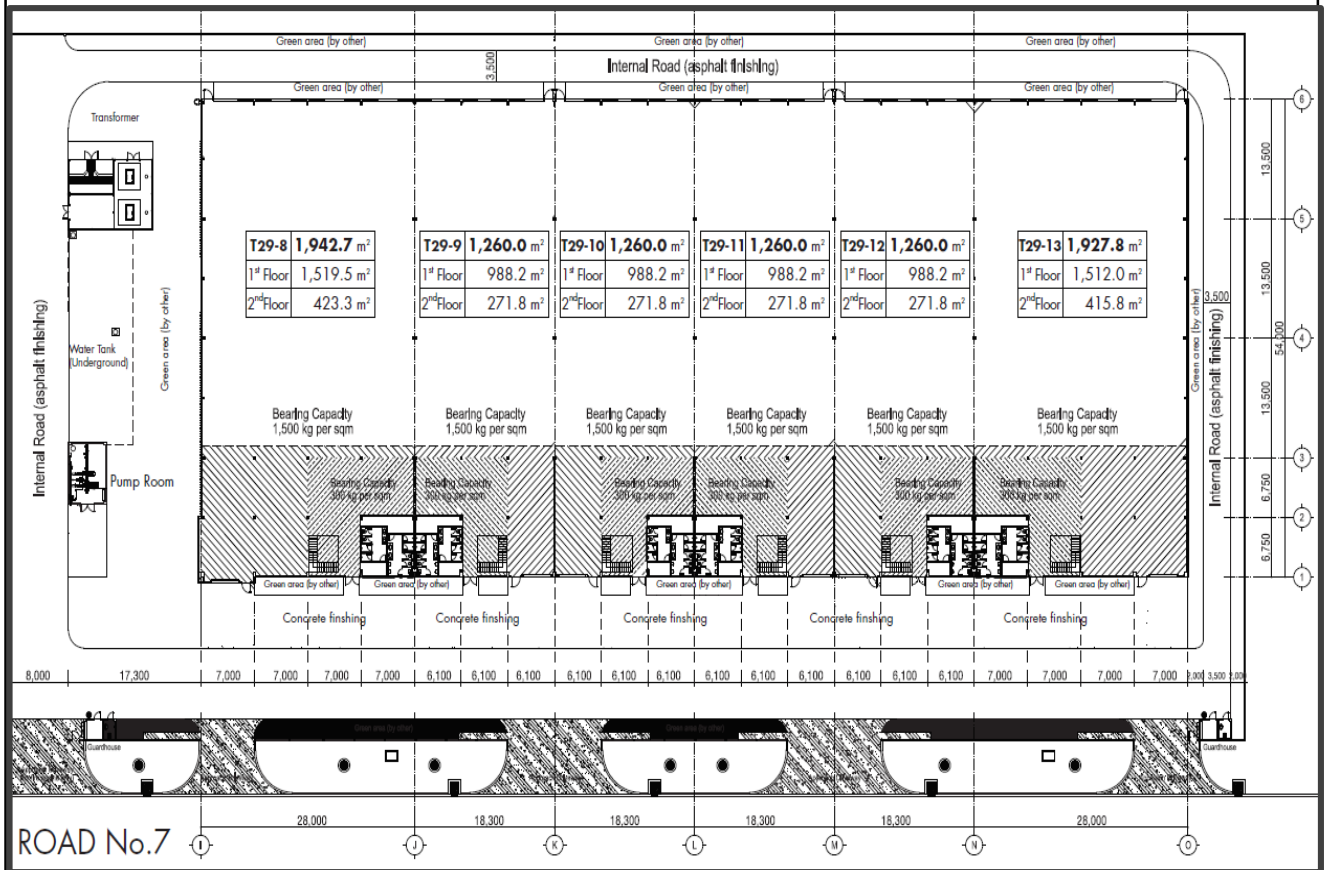 Green area (by other)
Green area (by other)
Green area (by other)
3,500
Internal Road (asphalt finishing)
Green area (by other)
Green area (by other)
Green area (by other)
6
Transformer
13,500
5
T29-8 1,942.7 m²
1st Floor 1,519.5 m²
2nd Floor 423.3 m²
T29-9 1,260.0 m²
1st Floor 988.2 m²
2nd Floor 271.8 m²
T29-10 1,260.0 m²
1st Floor 988.2 m²
2nd Floor 271.8 m²
T29-11 1,260.0 m²
1st Floor 988.2 m²
2nd Floor 271.8 m²
T29-12 1,260.0 m²
1st Floor 988.2 m²
2nd Floor 271.8 m²
T29-13 1,927.8 m²
1st Floor 1,512.0 m²
2nd Floor 415.8 m²
13,500
3,500
54,000
4
Internal Road (asphalt finishing)
Water Tank
(Underground)
Green area (by other)
Green area (by other)
Internal Road (asphalt finishing)
13,500
Bearing Capacity
1,500 kg per sqm
Bearing Capacity
1,500 kg per sqm
Bearing Capacity
1,500 kg per sqm
Bearing Capacity
1,500 kg per sqm
Bearing Capacity
1,500 kg per sqm
Bearing Capacity
1,500 kg per sqm
3
Pump Room
Bearing Capacity
300 kg per sqm
Bearing Capacity
300 kg per sqm
Bearing Capacity
300 kg per sqm
Bearing Capacity
300 kg per sqm
Bearing Capacity
300 kg per sqm
Bearing Capacity
300 kg per sqm
6,750
2
6,750
1
Green area (by other)
Green area (by other)
Green area (by other)
Green area (by other)
Green area (by other)
Green area (by other)
Concrete finshing
Concrete finshing
Concrete finshing
Concrete finshing
Concrete finshing
8,000 17,300 7,000 7,000 7,000 7,000 6,100 6,100 6,100 6,100 6,100 6,100 6,100 6,100 6,100 6,100 6,100 6,100 7,000 7,000 7,000 7,000 2,000 3,500 2,000
Green area (by other)
Green area (by other)
Guardhouse
Guardhouse
28,000 18,300 18,300 18,300 18,300 28,000
ROAD No.7
I J K L M N O